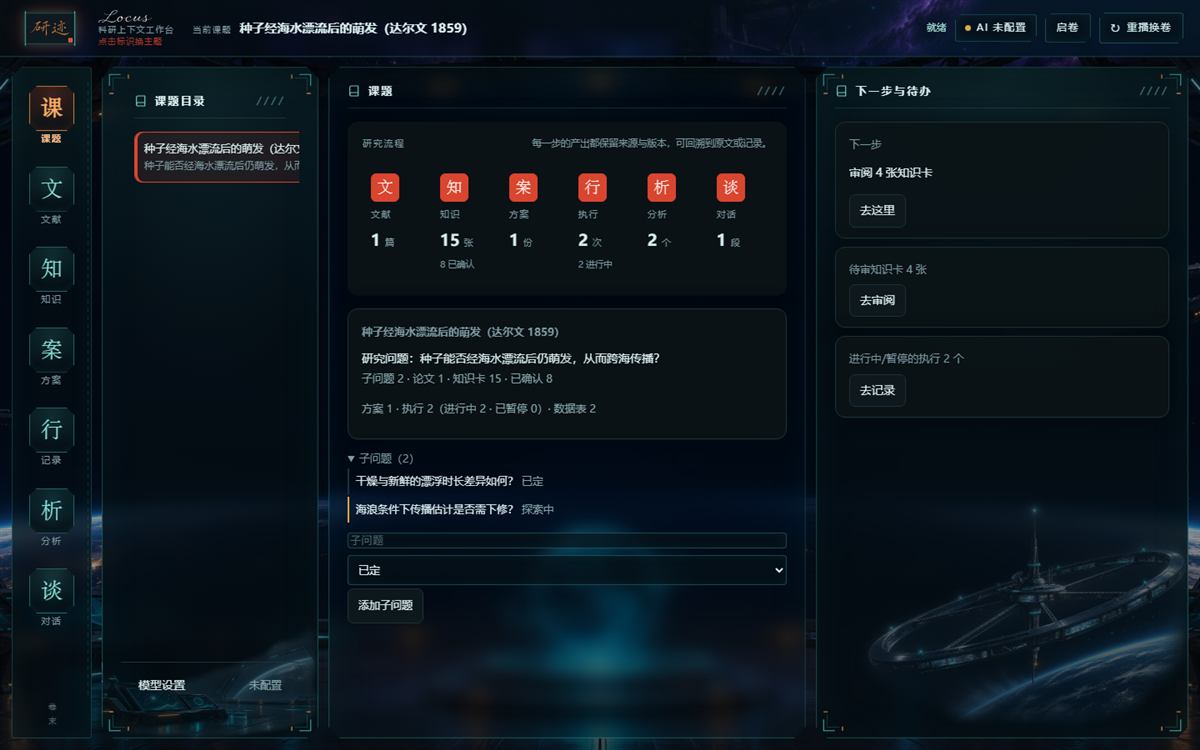 研迹
Locus
科研上下文工作台
点击标识换主题
当前课题 种子经海水漂流后的萌发（达尔文 1859）
就绪
AI 未配置
启卷
↻ 重播换卷
课
课题
文
文献
知
知识
案
方案
行
记录
析
分析
谈
对话
卷
末
课题目录
////
种子经海水漂流后的萌发（达尔文
种子能否经海水漂流后仍萌发，从而
模型设置
未配置
课题
////
研究流程
每一步的产出都保留来源与版本，可回溯到原文或记录。
文 知 案 行 析 谈
文献 知识 方案 执行 分析 对话
1 篇 15 张 1 份 2 次 2 个 1 段
8 已确认 2 进行中
种子经海水漂流后的萌发（达尔文 1859）
研究问题：种子能否经海水漂流后仍萌发，从而跨海传播？
子问题 2 · 论文 1 · 知识卡 15 · 已确认 8
方案 1 · 执行 2（进行中 2 · 已暂停 0）· 数据表 2
▼ 子问题（2）
干燥与新鲜的漂浮时长差异如何？ 已定
海浪条件下传播估计是否需下修？ 探索中
子问题
已定
添加子问题
下一步与待办
////
下一步
审阅 4 张知识卡
去这里
待审知识卡 4 张
去审阅
进行中/暂停的执行 2 个
去记录